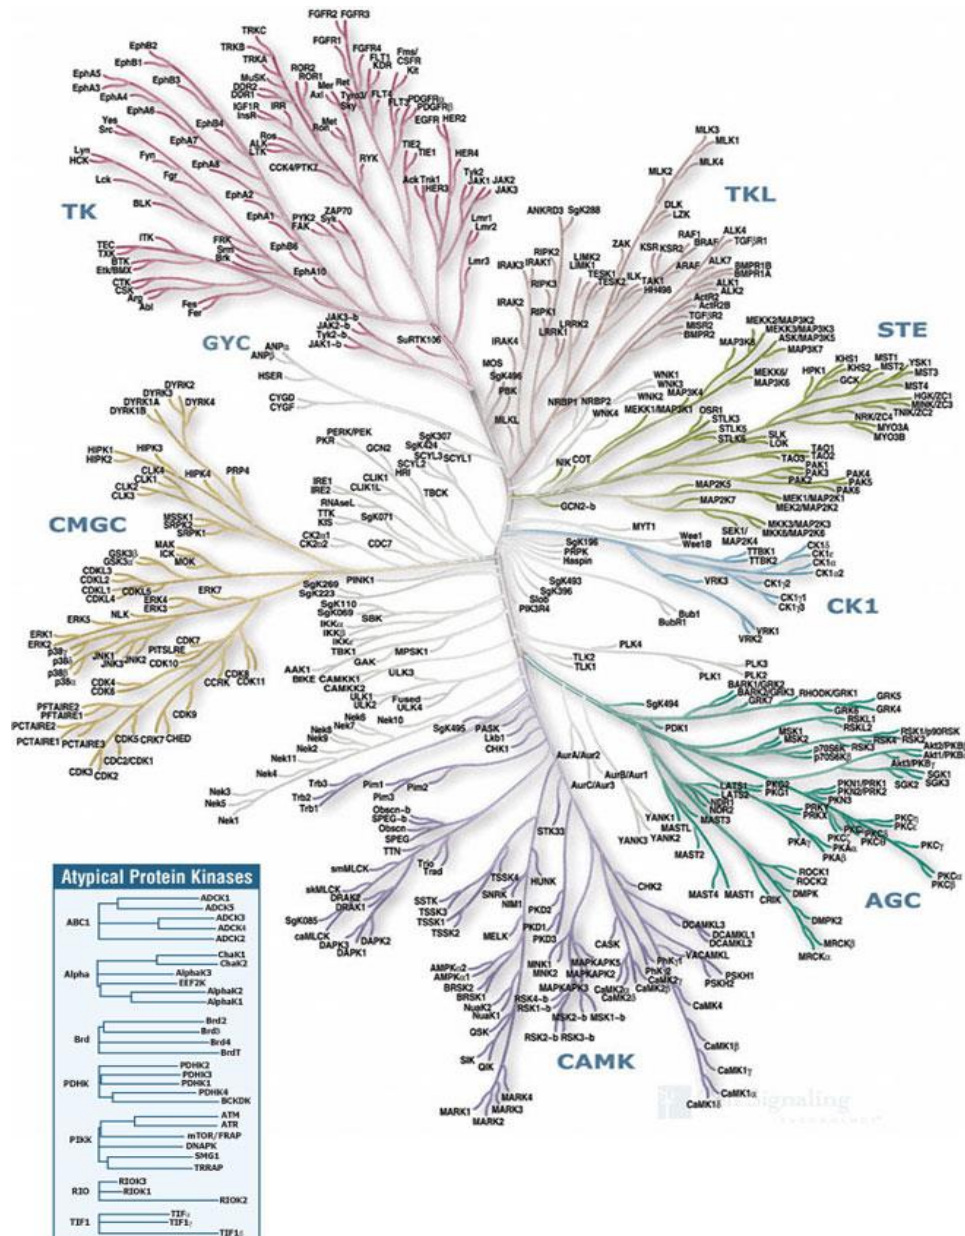 FGFR2 FGFR3
TRKC
FGFR1
EphB2
TRKB
FGFR4
Fms/
CSFR
EphB1
TRKA
FLT1
KDR
Kit
EphA5
EphA3
EphB3
MuSK
ROR2
ROR1
Ret
Mer
DDR2
DDR1
Axl
Tyro3/
Sky
FLT4
FLT3
PDGFRα
PDGFRβ
EphA4
EphA6
IGF1R
IRR
InsR
Met
Ron
EGFR
HER2
Yes
Src
EphB4
Ros
ALK
LTK
EphA7
TIE2
TIE1
HER4
Lyn
HCK
Fyn
EphA8
CCK4/PTK7
RYK
Tyk2
JAK1
JAK2
JAK3
Ack
Tnk1
HER3
Fgr
Lck
EphA2
TK
BLK
EphA1
PYK2
FAK
ZAP70
Syk
Lmr1
Lmr2
Lmr3
ITK
FRK
Srm
Brk
EphB6
EphA10
TEC
TXK
BTK
Etk/BMX
CTK
CSK
Arg
Abl
Fes
Fer
JAK3~b
JAK2~b
Tyk2~b
JAK1~b
SuRTK106
MLK3
MLK1
MLK4
MLK2
TKL
ANKRD3
SgK288
DLK
LZK
ZAK
KSR
KSR2
RAF1
BRAF
ARAF
ALK4
TGFβR1
ALK7
BMPR1B
BMPR1A
ALK1
ALK2
ActR2
ActR2B
TGFβR2
MISR2
BMPR2
RIPK2
IRAK1
IRAK3
LIMK2
LIMK1
TESK1
TESK2
ILK
TAK1
HH498
RIPK3
IRAK2
RIPK1
LRRK2
LRRK1
IRAK4
MOS
SgK496
PBK
MLKL
NRBP1
NRBP2
WNK1
WNK3
WNK2
WNK4
STE
MEKK2/MAP3K2
MEKK3/MAP3K3
ASK/MAP3K5
MAP3K8
MAP3K7
MEKK6/
MAP3K6
MAP3K4
MEKK1/MAP3K1
KHS1
KHS2
MST1
MST2
YSK1
MST3
HPK1
GCK
MST4
HGK/ZC1
MINK/ZC3
TNIK/ZC2
NRK/ZC4
MYO3A
MYO3B
OSR1
STLK3
STLK5
STLK6
SLK
LOK
TAO1
TAO2
TAO3
NIK
COT
PAK1
PAK3
PAK2
PAK4
PAK5
PAK6
MAP2K5
MAP2K7
MEK1/MAP2K1
MEK2/MAP2K2
GCN2~b
SEK1/
MAP2K4
MKK3/MAP2K3
MKK6/MAP2K6
GYC
ANPα
ANPβ
HSER
CYGD
CYGF
DYRK2
DYRK3
DYRK1A
DYRK1B
DYRK4
PERK/PEK
PKR
GCN2
SgK307
SgK424
SCYL3
SCYL1
SCYL2
HRI
TBCK
HIPK1
HIPK2
HIPK3
HIPK4
PRP4
CLK4
CLK1
CLK2
CLK3
IRE1
IRE2
CLIK1
CLIK1L
RNAseL
TTK
KIS
SgK071
CMGC
MSSK1
SRPK2
SRPK1
CK2α1
CK2α2
CDC7
MAK
ICK
MOK
GSK3β
GSK3α
CDKL3
CDKL2
CDKL1
CDKL4
CDKL5
ERK7
ERK4
ERK3
NLK
ERK5
ERK1
ERK2
p38γ
p38δ
p38β
p38α
JNK1
JNK2
JNK3
CDK7
PITSLRE
CDK10
CDK4
CDK6
CCRK
CDK8
CDK11
PFTAIRE2
PFTAIRE1
PCTAIRE2
PCTAIRE1
PCTAIRE3
CDK9
CDK5
CRK7
CHED
CDC2/CDK1
CDK3
CDK2
PINK1
SgK269
SgK223
SgK110
SgK069
SBK
IKKα
IKKβ
IKKε
TBK1
MPSK1
GAK
AAK1
BIKE
CAMKK1
CAMKK2
ULK3
ULK1
ULK2
Fused
ULK4
Nek6
Nek7
Nek10
Nek8
Nek9
Nek2
Nek11
Nek4
Nek3
Nek5
Nek1
MYT1
Wee1
Wee1B
SgK196
PRPK
Haspin
SgK493
SgK396
Slob
PIK3R4
Bub1
BubR1
TTBK1
TTBK2
CK1δ
CK1ε
CK1α
CK1α2
VRK3
CK1γ2
CK1γ1
CK1γ3
CK1
VRK1
VRK2
PLK4
TLK2
TLK1
PLK3
PLK1
PLK2
BARK1/GRK2
BARK2/GRK3
RHODK/GRK1
GRK5
GRK7
GRK6
GRK4
SgK494
PDK1
RSKL1
RSKL2
MSK1
MSK2
RSK1/p90RSK
RSK4
RSK2
RSK3
p70S6K
p70S6Kβ
Akt2/PKBβ
Akt1/PKBα
Akt3/PKBγ
SGK1
SGK2
SGK3
LATS1
LATS2
NDR1
NDR2
PKG2
PKG1
PKN1/PRK1
PKN2/PRK2
PKN3
MAST3
PRKY
PRKX
YANK1
MASTL
YANK2
YANK3
PKAγ
PKAα
PKAβ
PKCζ
PKCδ
PKCθ
PKCη
PKCε
PKCγ
PKCα
PKCβ
MAST2
MAST4
MAST1
ROCK1
ROCK2
DMPK
CRIK
DMPK2
MRCKβ
MRCKα
AGC
AurA/Aur2
AurB/Aur1
AurC/Aur3
SgK495
PASK
Lkb1
CHK1
Trb3
Trb2
Trb1
Pim1
Pim2
Pim3
Obscn~b
SPEG~b
Obscn
SPEG
TTN
STK33
smMLCK
Trio
Trad
TSSK4
HUNK
CHK2
skMLCK
DRAK2
DRAK1
SNRK
NIM1
SSTK
TSSK3
TSSK1
TSSK2
SgK085
caMLCK
DAPK3
DAPK2
DAPK1
PKD2
PKD1
PKD3
MELK
CASK
DCAMKL3
DCAMKL1
DCAMKL2
VACAMKL
AMPKα2
AMPKα1
MNK1
MNK2
MAPKAPK5
MAPKAPK2
MAPKAPK3
PhKγ1
PhKγ2
PSKH1
PSKH2
BRSK2
BRSK1
CaMK2γ
CaMK2α
CaMK2β
CaMK2δ
RSK4~b
RSK1~b
NuaK2
NuaK1
MSK2~b
MSK1~b
CaMK4
QSK
RSK2~b
RSK3~b
CaMK1β
SIK
QIK
CAMK
CaMK1γ
CaMK1α
CaMK1δ
MARK4
MARK1
MARK3
MARK2
Signaling
Atypical Protein Kinases
ABC1
ADCK1
ADCK5
ADCK3
ADCK4
ADCK2
Alpha
ChaK1
ChaK2
AlphaK3
EEF2K
AlphaK2
AlphaK1
Brd
Brd2
Brd3
Brd4
BrdT
PDHK
PDHK2
PDHK3
PDHK1
PDHK4
BCKDK
PIKK
ATM
ATR
mTOR/FRAP
DNAPK
SMG1
TRRAP
RIO
RIOK3
RIOK1
RIOK2
TIF1
TIFα
TIF1γ
TIF1β